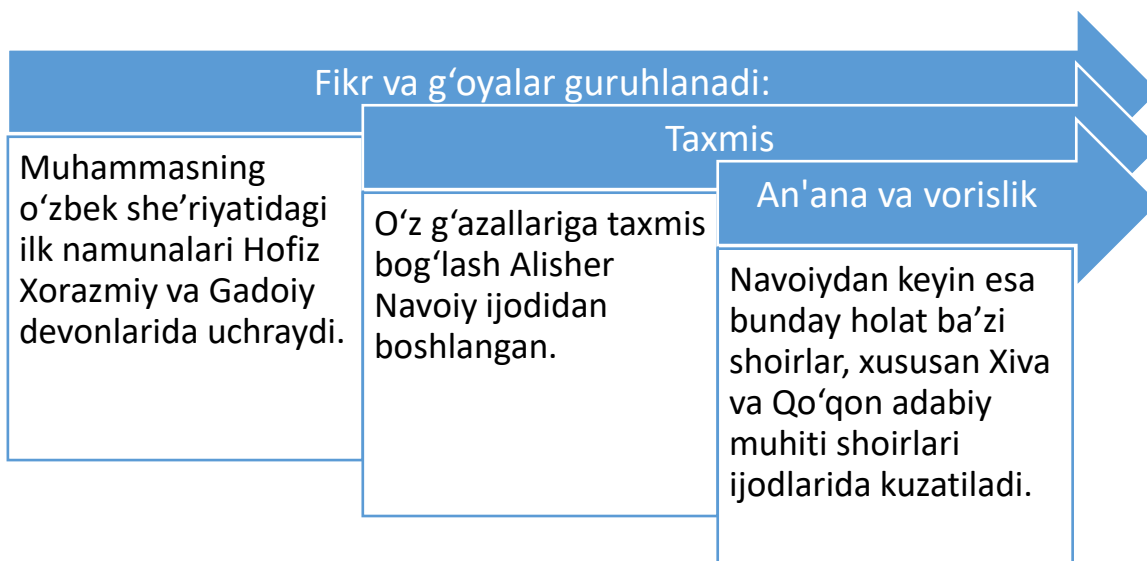 Fikr va g‘oyalar guruhlanadi:
Muhammasning
o‘zbek she’riyatidagi
ilk namunalari Hofiz
Xorazmiy va Gadoiy
devonlarida uchraydi.
Taxmis
O‘z g‘azallariga taxmis
bog‘lash Alisher
Navoiy ijodidan
boshlangan.
An'ana va vorislik
Navoiydan keyin esa
bunday holat ba’zi
shoirlar, xususan Xiva
va Qo‘qon adabiy
muhiti shoirlari
ijodlarida kuzatiladi.